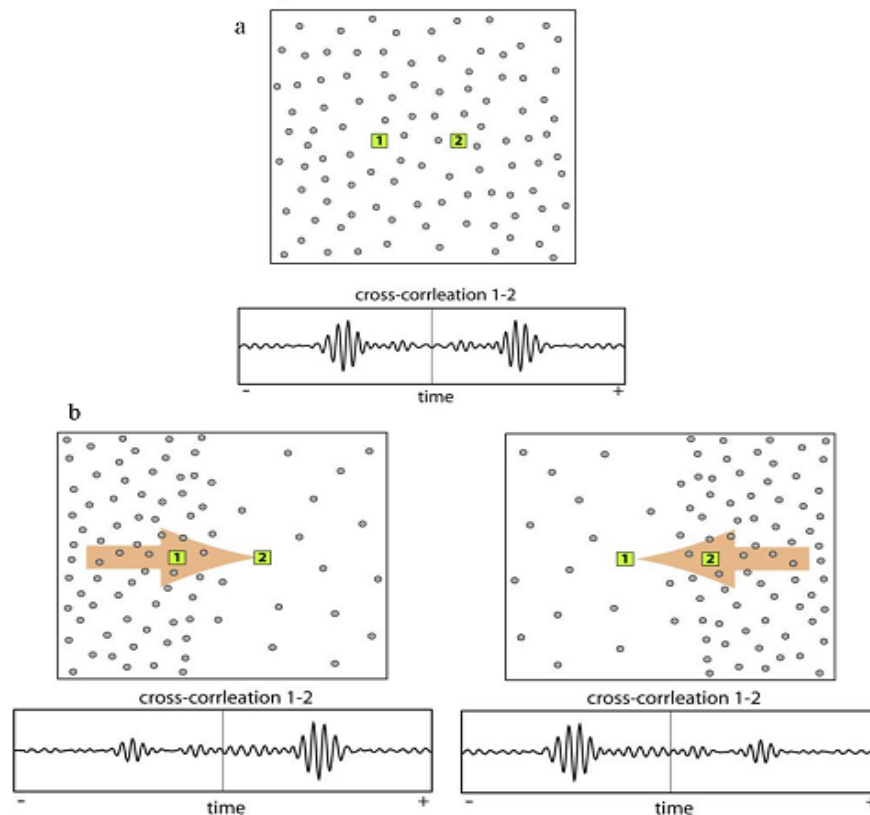 a
1 2
cross-corrleation 1-2
- time +
b
1 2
cross-corrleation 1-2
- time +
1 2
cross-corrleation 1-2
- time +